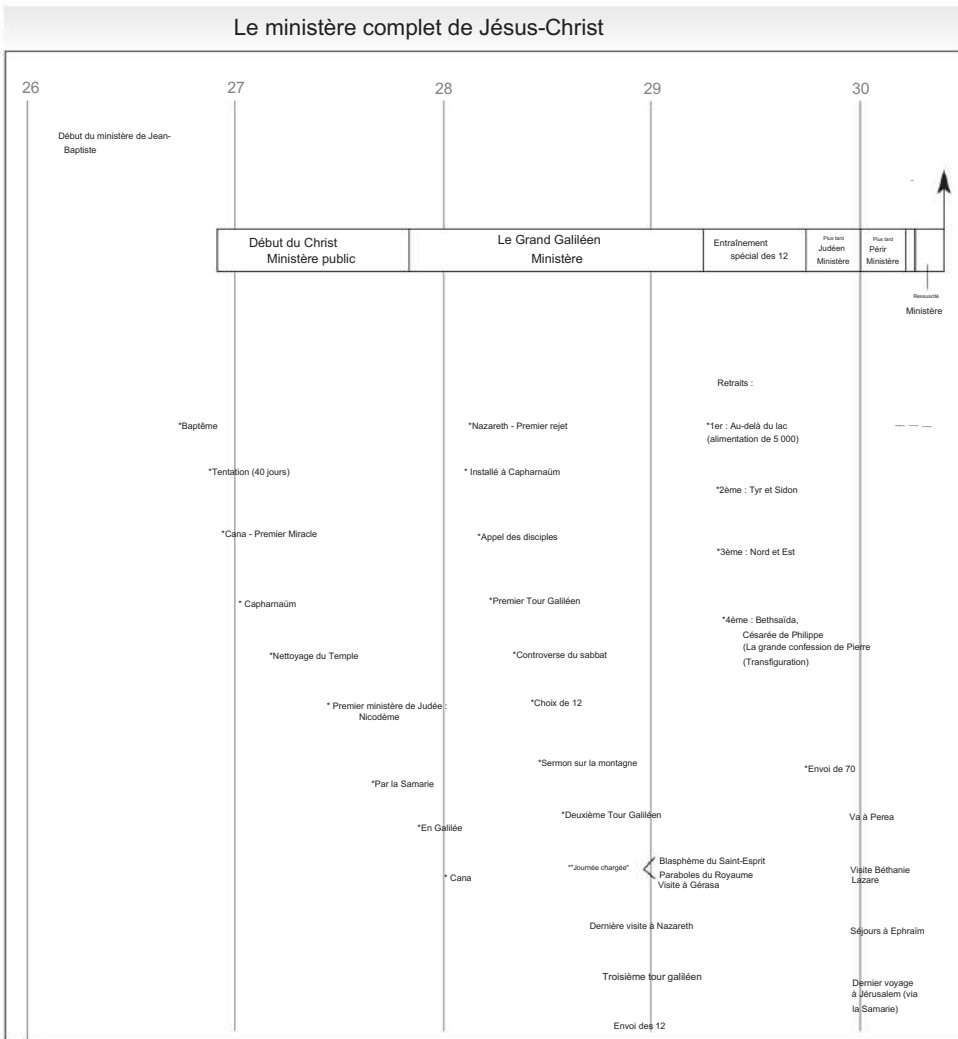 Le ministère complet de Jésus-Christ
26
27
28
29
30
Début du ministère de Jean-
Baptiste
Début du Christ
Ministère public
Le Grand Galiléen
Ministère
Entraînement
spécial des 12
Plus tard
Judéen
Ministère
Plus tard
Périr
Ministère
Ressuscité
Ministère
Retraits :
*Baptême
*Nazareth - Premier rejet
*1er : Au-delà du lac
(alimentation de 5 000)
*Tentation (40 jours)
* Installé à Capharnaüm
*2ème : Tyr et Sidon
*Cana - Premier Miracle
*Appel des disciples
*3ème : Nord et Est
* Capharnaüm
*Premier Tour Galiléen
*4ème : Bethsaïda,
Césarée de Philippe
(La grande confession de Pierre
(Transfiguration)
*Nettoyage du Temple
*Controverse du sabbat
* Premier ministère de Judée :
Nicodème
*Choix de 12
*Sermon sur la montagne
*Envoi de 70
*Par la Samarie
*Deuxième Tour Galiléen
Va à Perea
*En Galilée
* Cana
*"Journée chargée"
Blasphème du Saint-Esprit
Paraboles du Royaume
Visite à Gérasa
Visite Béthanie
Lazare
Dernière visite à Nazareth
Séjours à Ephraïm
Troisième tour galiléen
Dernier voyage
à Jérusalem (via
la Samarie)
Envoi des 12